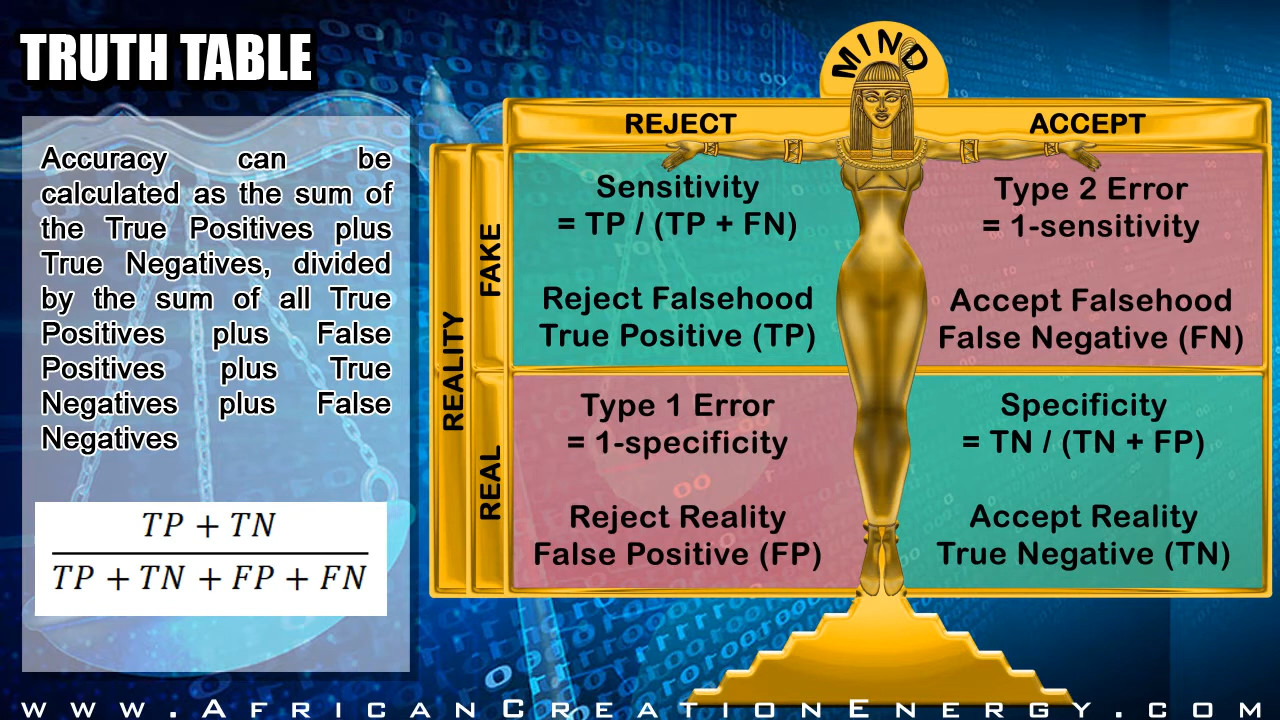 TRUTH TABLE
Accuracy can be
calculated as the sum of
the True Positives plus
True Negatives, divided
by the sum of all True
Positives plus False
Positives plus True
Negatives plus False
Negatives
TP + TN
TP + TN + FP + FN
MIND
REJECT
ACCEPT
REALITY
FAKE
Sensitivity
= TP / (TP + FN)
Reject Falsehood
True Positive (TP)
Type 2 Error
= 1-sensitivity
Accept Falsehood
False Negative (FN)
REAL
Type 1 Error
= 1-specificity
Reject Reality
False Positive (FP)
Specificity
= TN / (TN + FP)
Accept Reality
True Negative (TN)
www.AfricanCreationEnergy.com